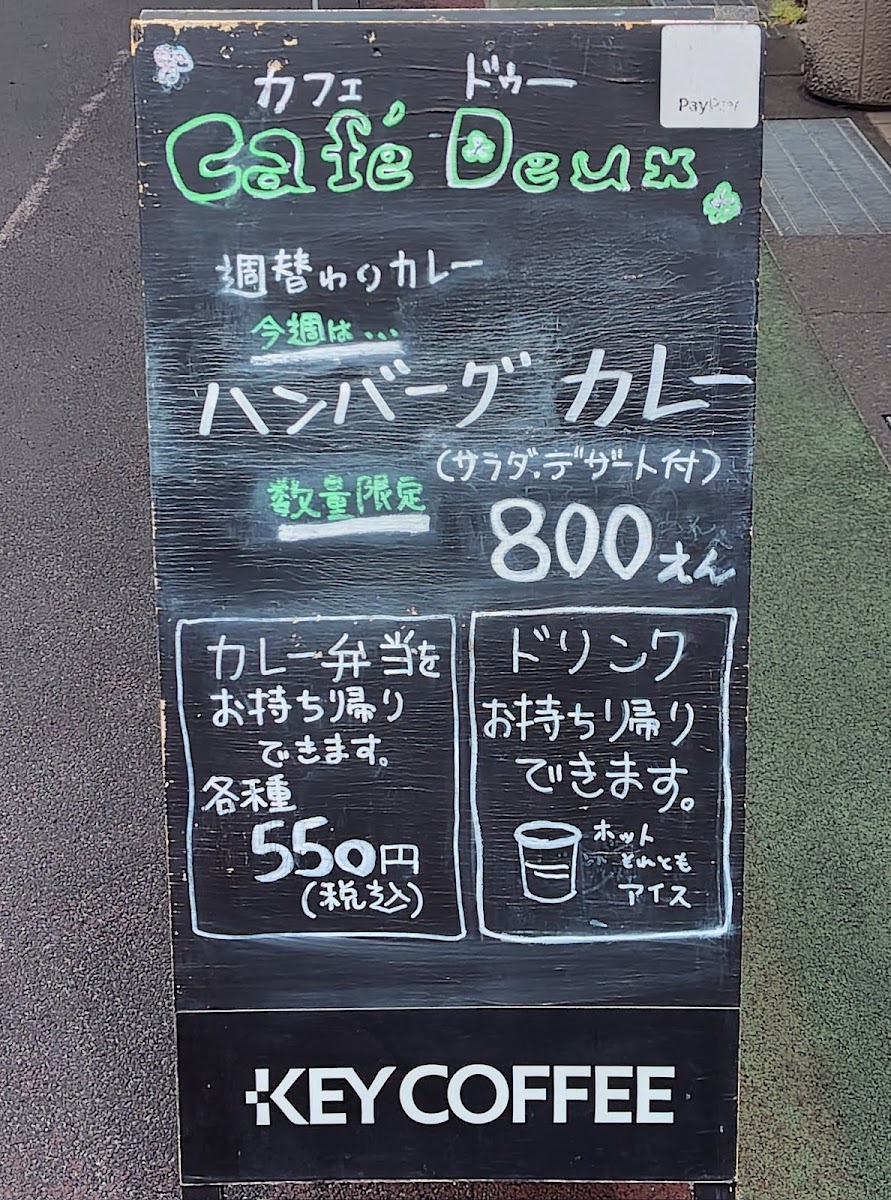 PayPay
カフェ ドゥー
Café Deux
週替わりカレー
今週は...
ハンバーグ カレー
(サラダ、デザート付)
数量限定
800えん
カレー弁当を
お持ち帰り
できます。
各種
550円
(税込)
ドリンク
お持ち帰り
できます。
ホット
それとも
アイス
KEY COFFEE